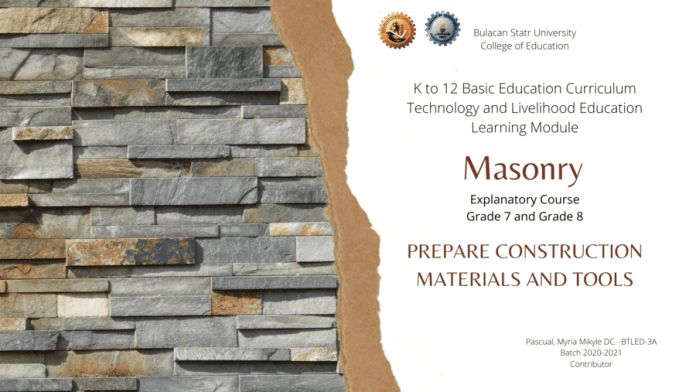 Bulacan Statr University
College of Education
K to 12 Basic Education Curriculum
Technology and Livelihood Education
Learning Module
Masonry
Explanatory Course
Grade 7 and Grade 8
PREPARE CONSTRUCTION
MATERIALS AND TOOLS
Pascual, Myria Mikyle DC. -BTLED-3A
Batch 2020-2021
Contributor